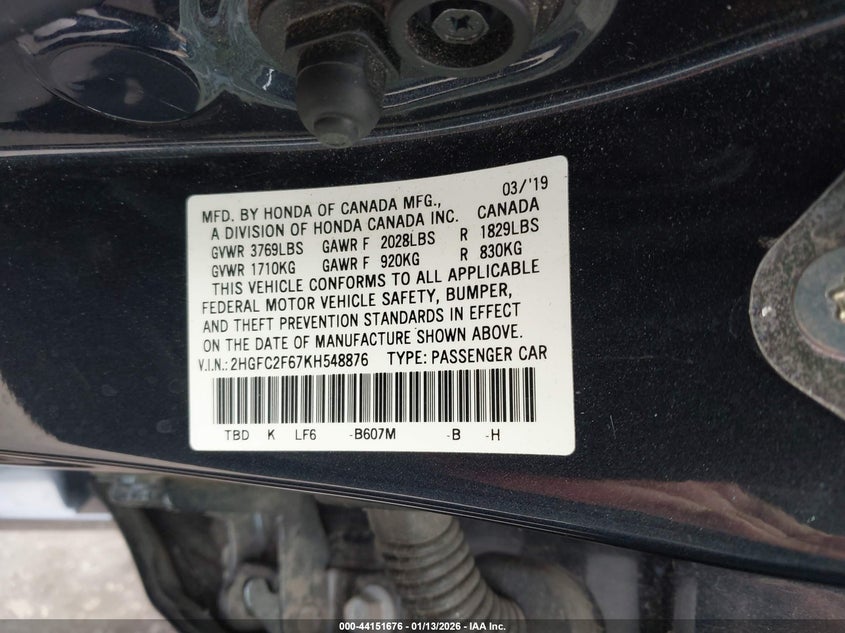 03/'19
MFD. BY HONDA OF CANADA MFG.,
A DIVISION OF HONDA CANADA INC. CANADA
GVWR 3769LBS GAWR F 2028LBS R 1829LBS
GVWR 1710KG GAWR F 920KG R 830KG
THIS VEHICLE CONFORMS TO ALL APPLICABLE
FEDERAL MOTOR VEHICLE SAFETY, BUMPER,
AND THEFT PREVENTION STANDARDS IN EFFECT
ON THE DATE OF MANUFACTURE SHOWN ABOVE.
V.I.N.: 2HGFC2F67KH548876 TYPE: PASSENGER CAR
TBD K LF6 -B607M -B -H
000-44151676 - 01/13/2026 - IAA Inc.